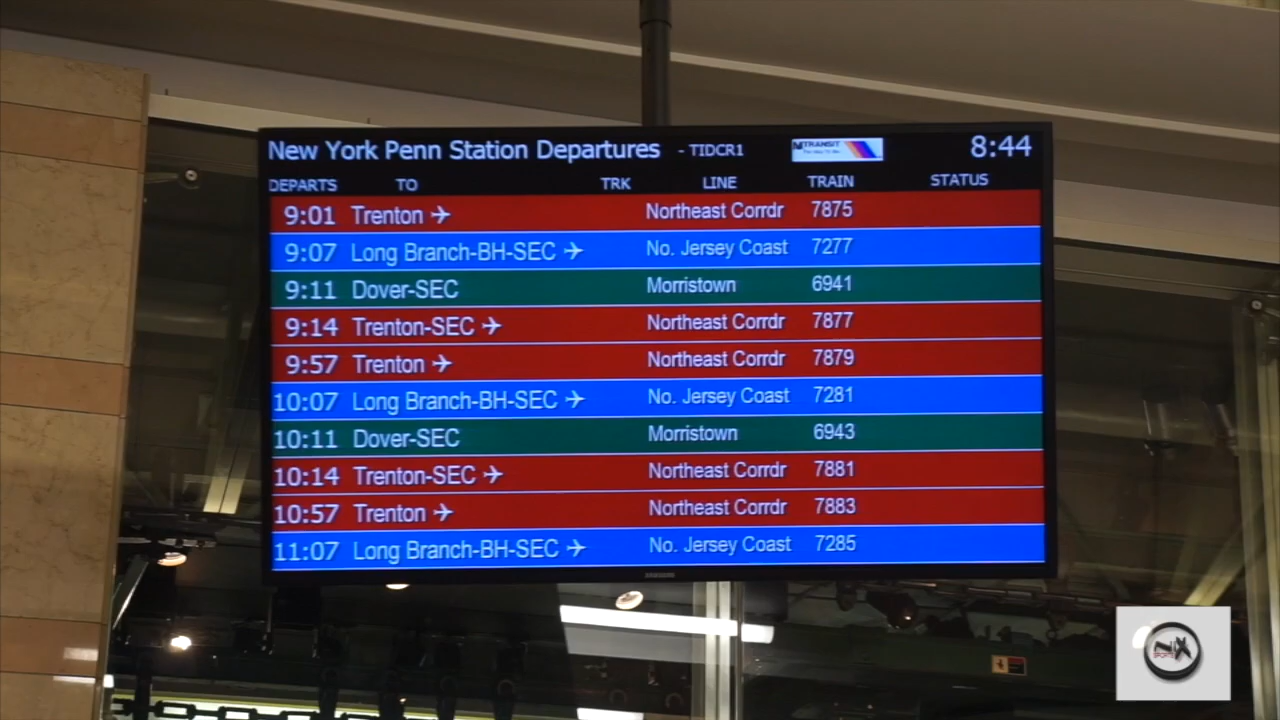 New York Penn Station Departures - TIDCR1 NJ TRANSIT 8:44
DEPARTS TO TRK LINE TRAIN STATUS
9:01 Trenton ✈ Northeast Corrdr 7875
9:07 Long Branch-BH-SEC ✈ No. Jersey Coast 7277
9:11 Dover-SEC Morristown 6941
9:14 Trenton-SEC ✈ Northeast Corrdr 7877
9:57 Trenton ✈ Northeast Corrdr 7879
10:07 Long Branch-BH-SEC ✈ No. Jersey Coast 7281
10:11 Dover-SEC Morristown 6943
10:14 Trenton-SEC ✈ Northeast Corrdr 7881
10:57 Trenton ✈ Northeast Corrdr 7883
11:07 Long Branch-BH-SEC ✈ No. Jersey Coast 7285
SAMSUNG